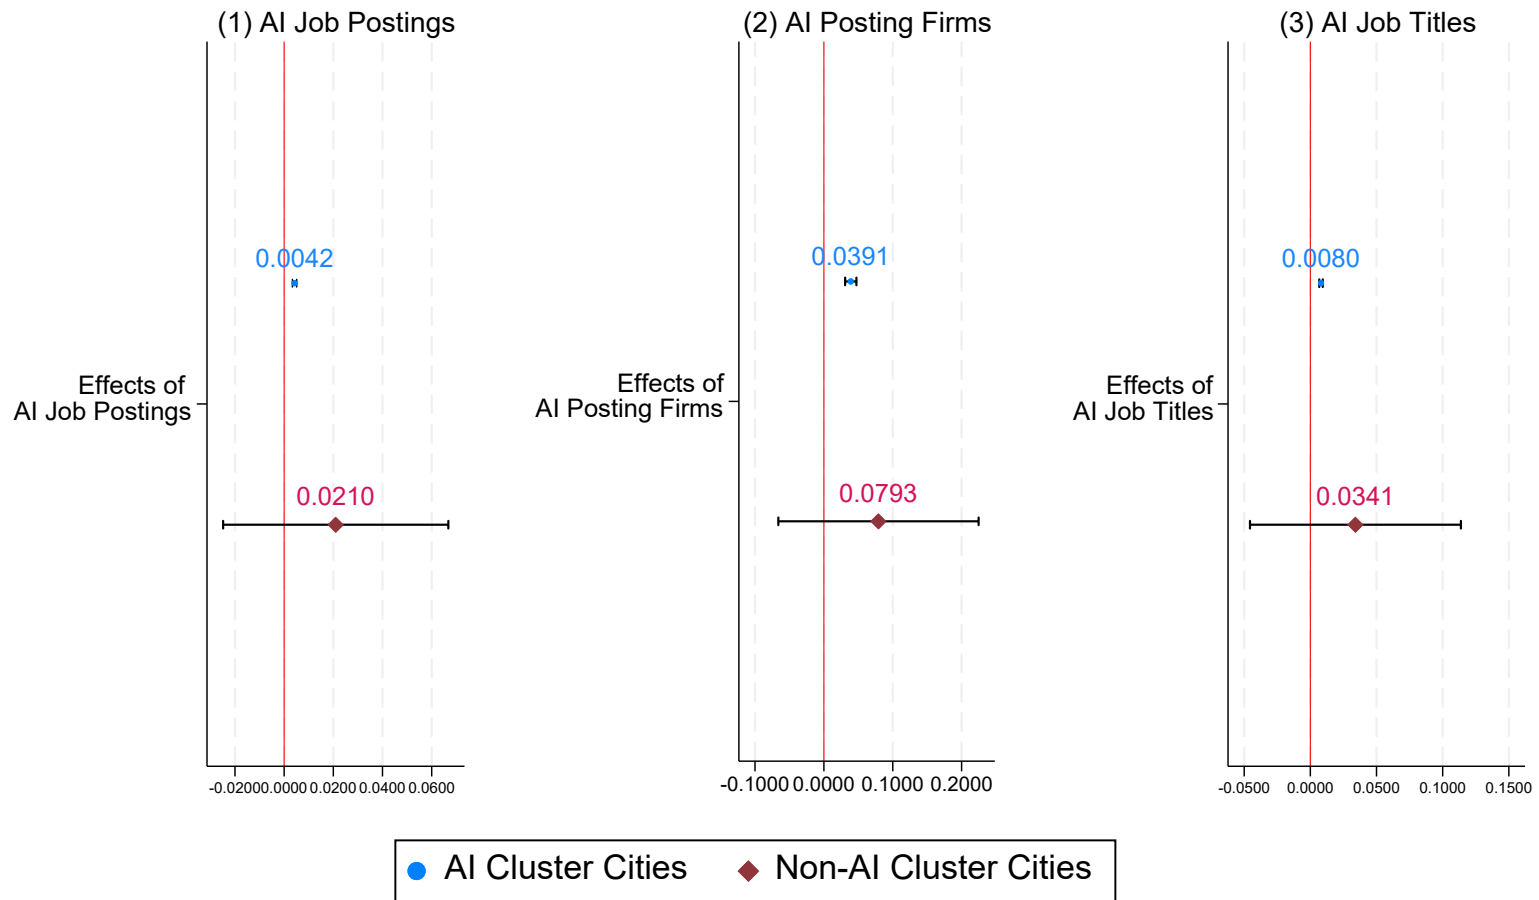 (1) AI Job Postings
0.0042
Effects of
AI Job Postings
0.0210
-0.0200 0.0000 0.0200 0.0400 0.0600
(2) AI Posting Firms
0.0391
Effects of
AI Posting Firms
0.0793
-0.1000 0.0000 0.1000 0.2000
(3) AI Job Titles
0.0080
Effects of
AI Job Titles
0.0341
-0.0500 0.0000 0.0500 0.1000 0.1500
AI Cluster Cities
Non-AI Cluster Cities